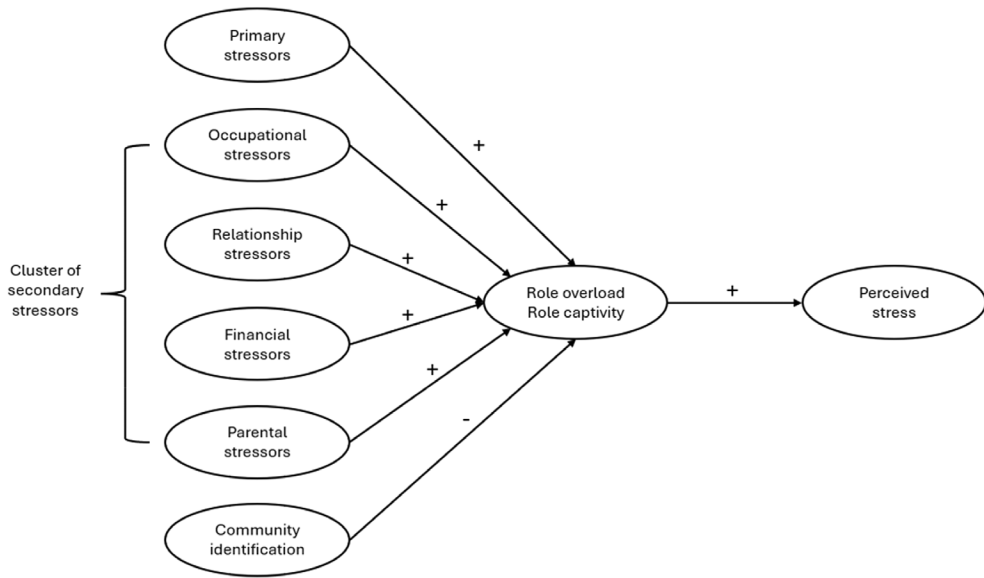 Primary
stressors
+
Occupational
stressors
+
Relationship
stressors
+
Cluster of
secondary
stressors
Financial
stressors
+
Role overload
Role captivity
+
Perceived
stress
Parental
stressors
+
Community
identification
-